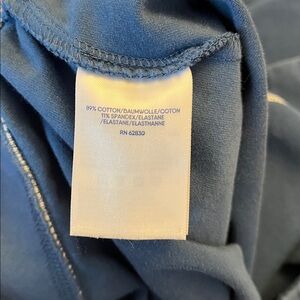 89% COTTON/BAUMWOLLE/COTON
11% SPANDEX/ELASTANE
/ELASTANE/ELASTHANNE
RN 62830